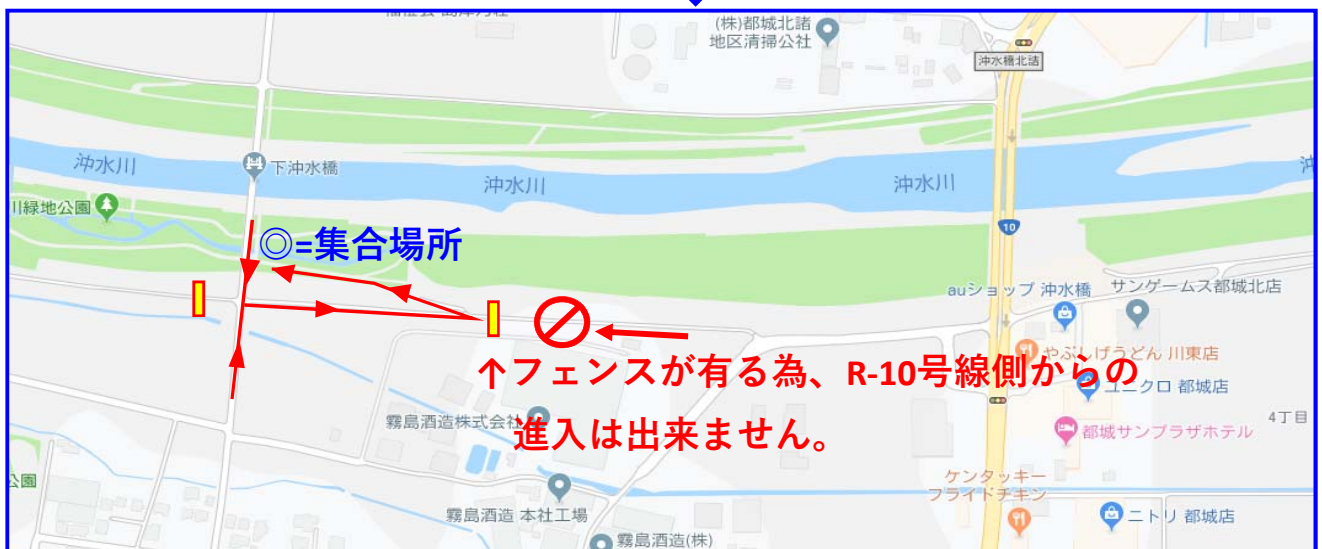 (株)都城北諸
地区清掃公社
沖水橋北詰
沖水川
下沖水橋
沖水川
沖水川
川緑地公園
10
◎=集合場所
auショップ 沖水橋
サンゲームス都城北店
やぶしげうどん 川東店
↑フェンスが有る為、R-10号線側からの
ユニクロ 都城店
霧島酒造株式会社
進入は出来ません。
都城サンプラザホテル
4丁目
公園
ケンタッキー
フライドチキン
霧島酒造 本社工場
ニトリ 都城店
霧島酒造(株)